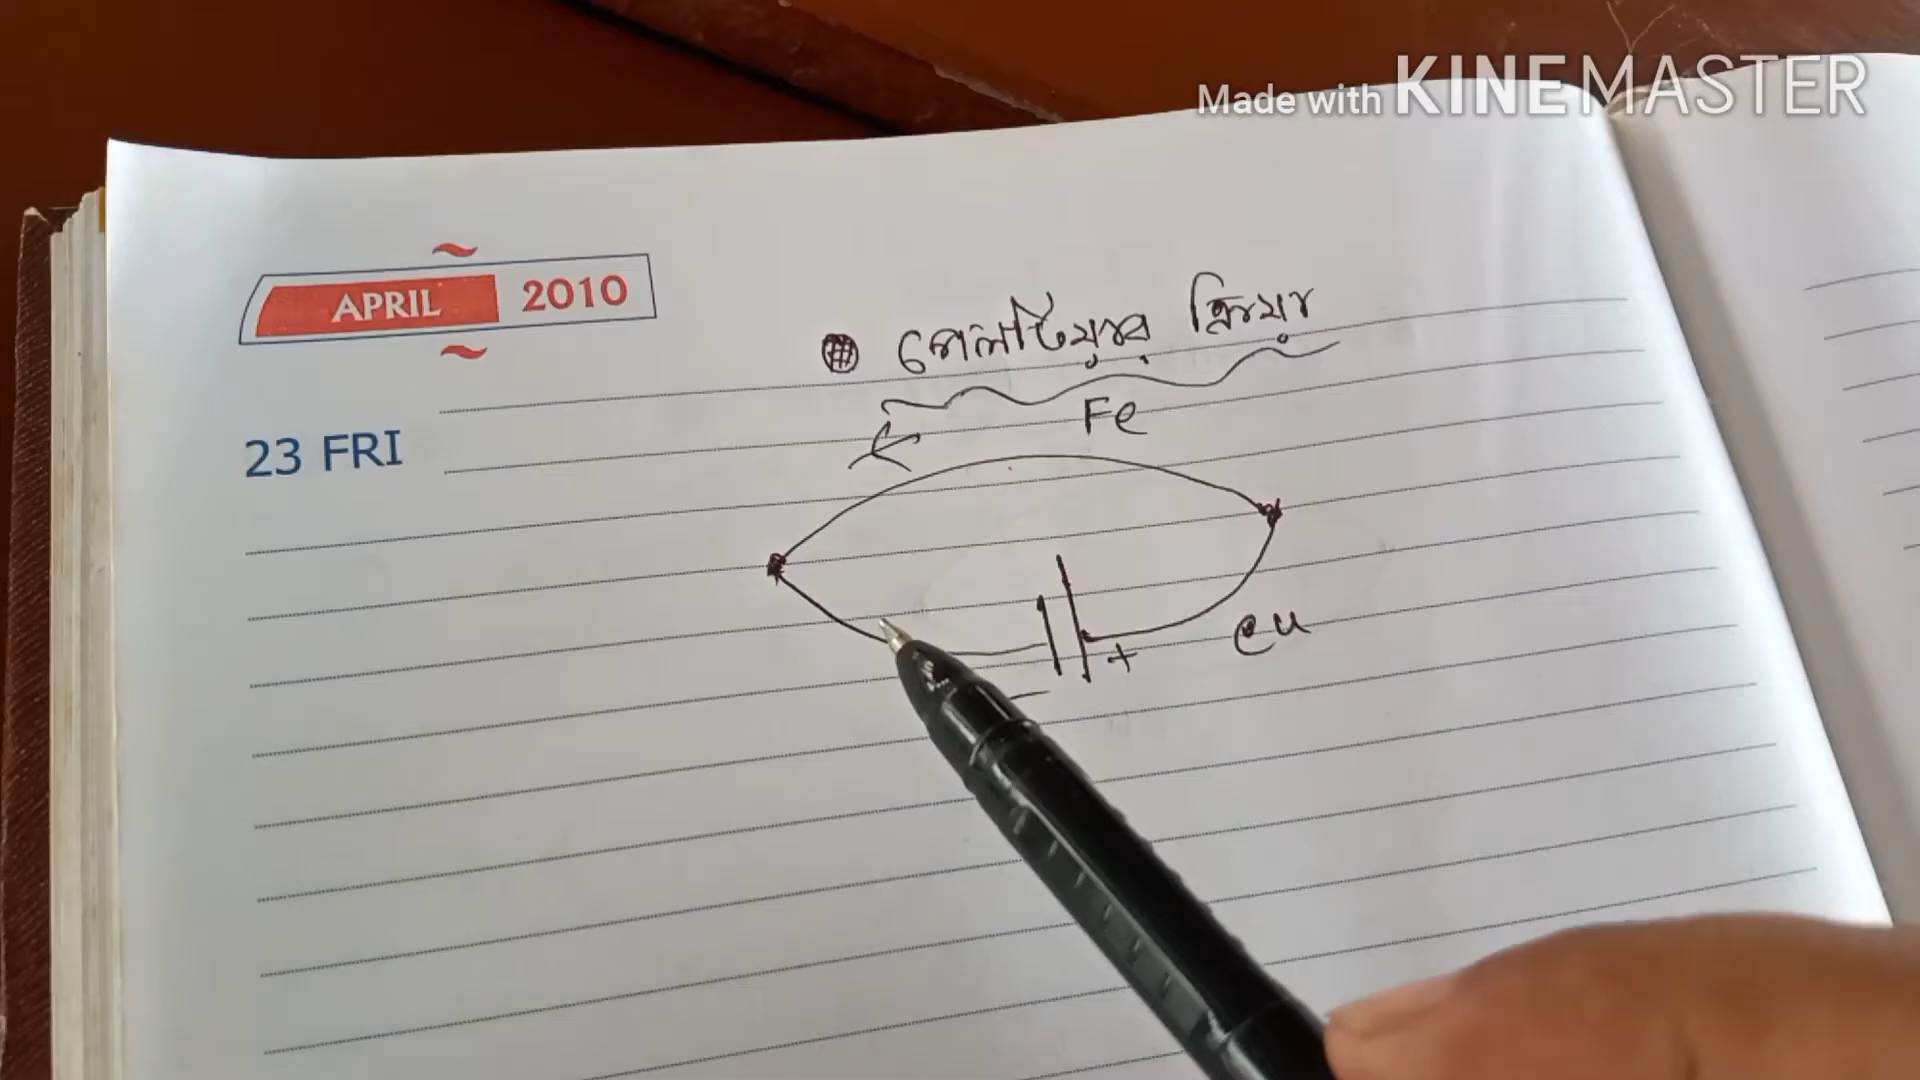 Made with KINEMASTER
APRIL 2010
পেলটিয়ার ক্রিয়া
23 FRI
Fe
Cu
+